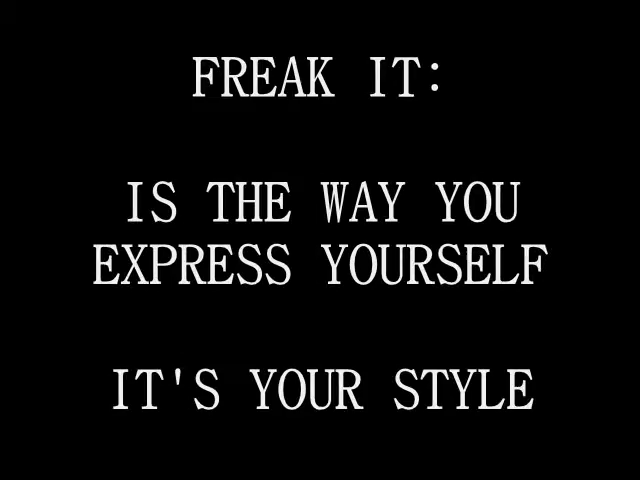 FREAK IT:
IS THE WAY YOU
EXPRESS YOURSELF
IT'S YOUR STYLE